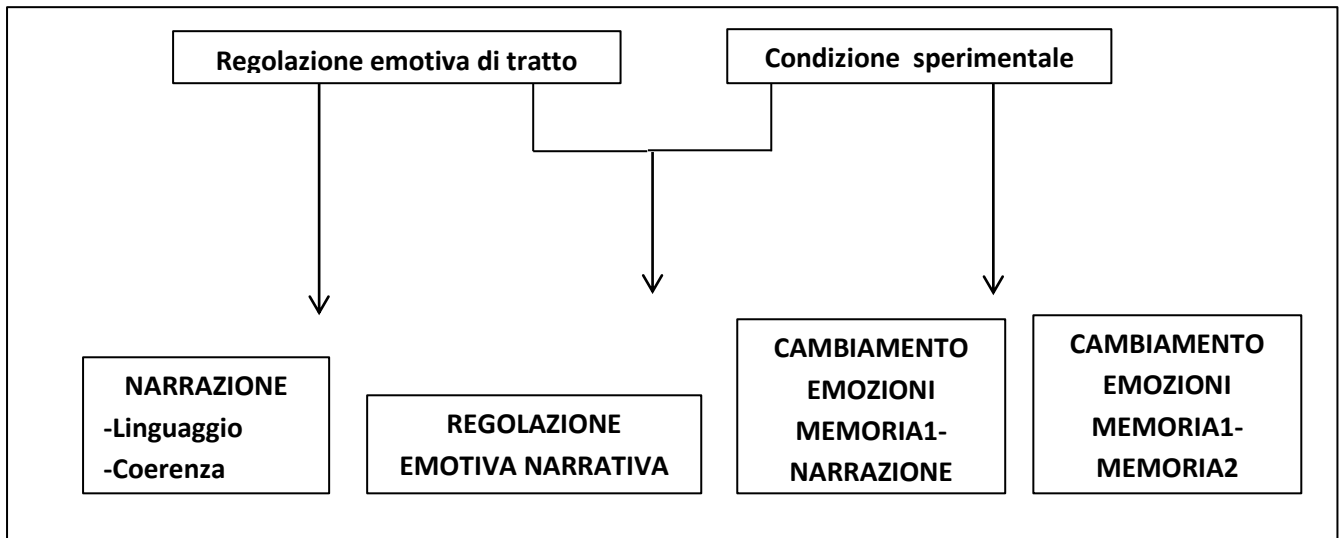 Regolazione emotiva di tratto
Condizione sperimentale
NARRAZIONE
-Linguaggio
-Coerenza
REGOLAZIONE
EMOTIVA NARRATIVA
CAMBIAMENTO
EMOZIONI
MEMORIA1-
NARRAZIONE
CAMBIAMENTO
EMOZIONI
MEMORIA1-
MEMORIA2